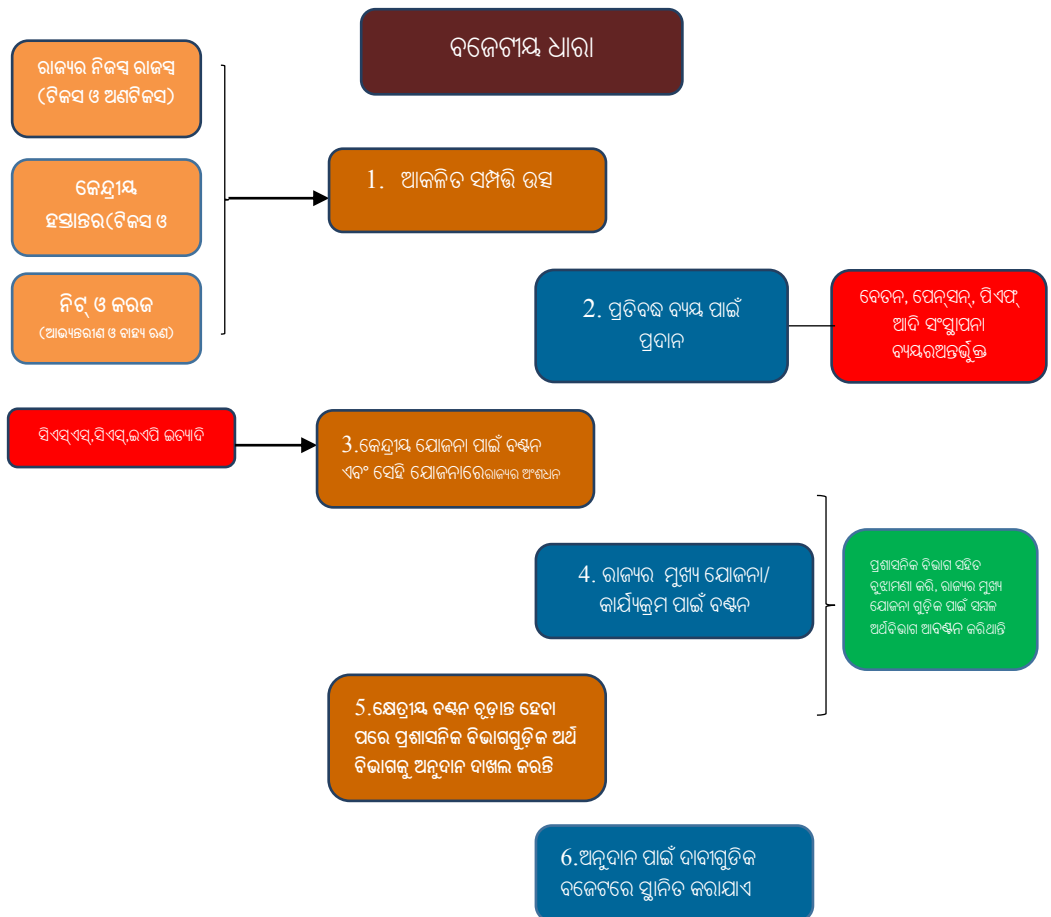 ବଜେଟୀୟ ଧାରା
ରାଜ୍ୟର ନିଜସ୍ୱ ରାଜସ୍ୱ
(ଟିକସ ଓ ଅଣଟିକସ)
କେନ୍ଦ୍ରୀୟ
ହସ୍ତାନ୍ତର(ଟିକସ ଓ
ନିଟ୍ ଓ କରଜ
(ଆଭ୍ୟନ୍ତରୀଣ ଓ ବାହ୍ୟ ଋଣ)
1. ଆକଳିତ ସମ୍ପତ୍ତି ଉତ୍ସ
2. ପ୍ରତିବଦ୍ଧ ବ୍ୟୟ ପାଇଁ
ପ୍ରଦାନ
ବେତନ, ପେନ୍‌ସନ୍, ପିଏଫ୍
ଆଦି ସଂସ୍ଥାପନା
ବ୍ୟୟରଅନ୍ତର୍ଭୁକ୍ତ
ସିଏସ୍ଏସ୍,ସିଏସ୍,ଇଏପି ଇତ୍ୟାଦି
3.କେନ୍ଦ୍ରୀୟ ଯୋଜନା ପାଇଁ ବଣ୍ଟନ
ଏବଂ ସେହି ଯୋଜନାରେରାଜ୍ୟର ଅଂଶଧନ
4. ରାଜ୍ୟର ମୁଖ୍ୟ ଯୋଜନା/
କାର୍ଯ୍ୟକ୍ରମ ପାଇଁ ବଣ୍ଟନ
ପ୍ରଶାସନିକ ବିଭାଗ ସହିତ
ବୁଝାମଣା କରି, ରାଜ୍ୟର ମୁଖ୍ୟ
ଯୋଜନା ଗୁଡ଼ିକ ପାଇଁ ସମ୍ବଳ
ଅର୍ଥବିଭାଗ ଆବଣ୍ଟନ କରିଥାନ୍ତି
5.କ୍ଷେତ୍ରୀୟ ବଣ୍ଟନ ଚୂଡ଼ାନ୍ତ ହେବା
ପରେ ପ୍ରଶାସନିକ ବିଭାଗଗୁଡ଼ିକ ଅର୍ଥ
ବିଭାଗକୁ ଅନୁଦାନ ଦାଖଲ କରନ୍ତି
6.ଅନୁଦାନ ପାଇଁ ଦାବୀଗୁଡିକ
ବଜେଟରେ ସ୍ଥାନିତ କରାଯାଏ